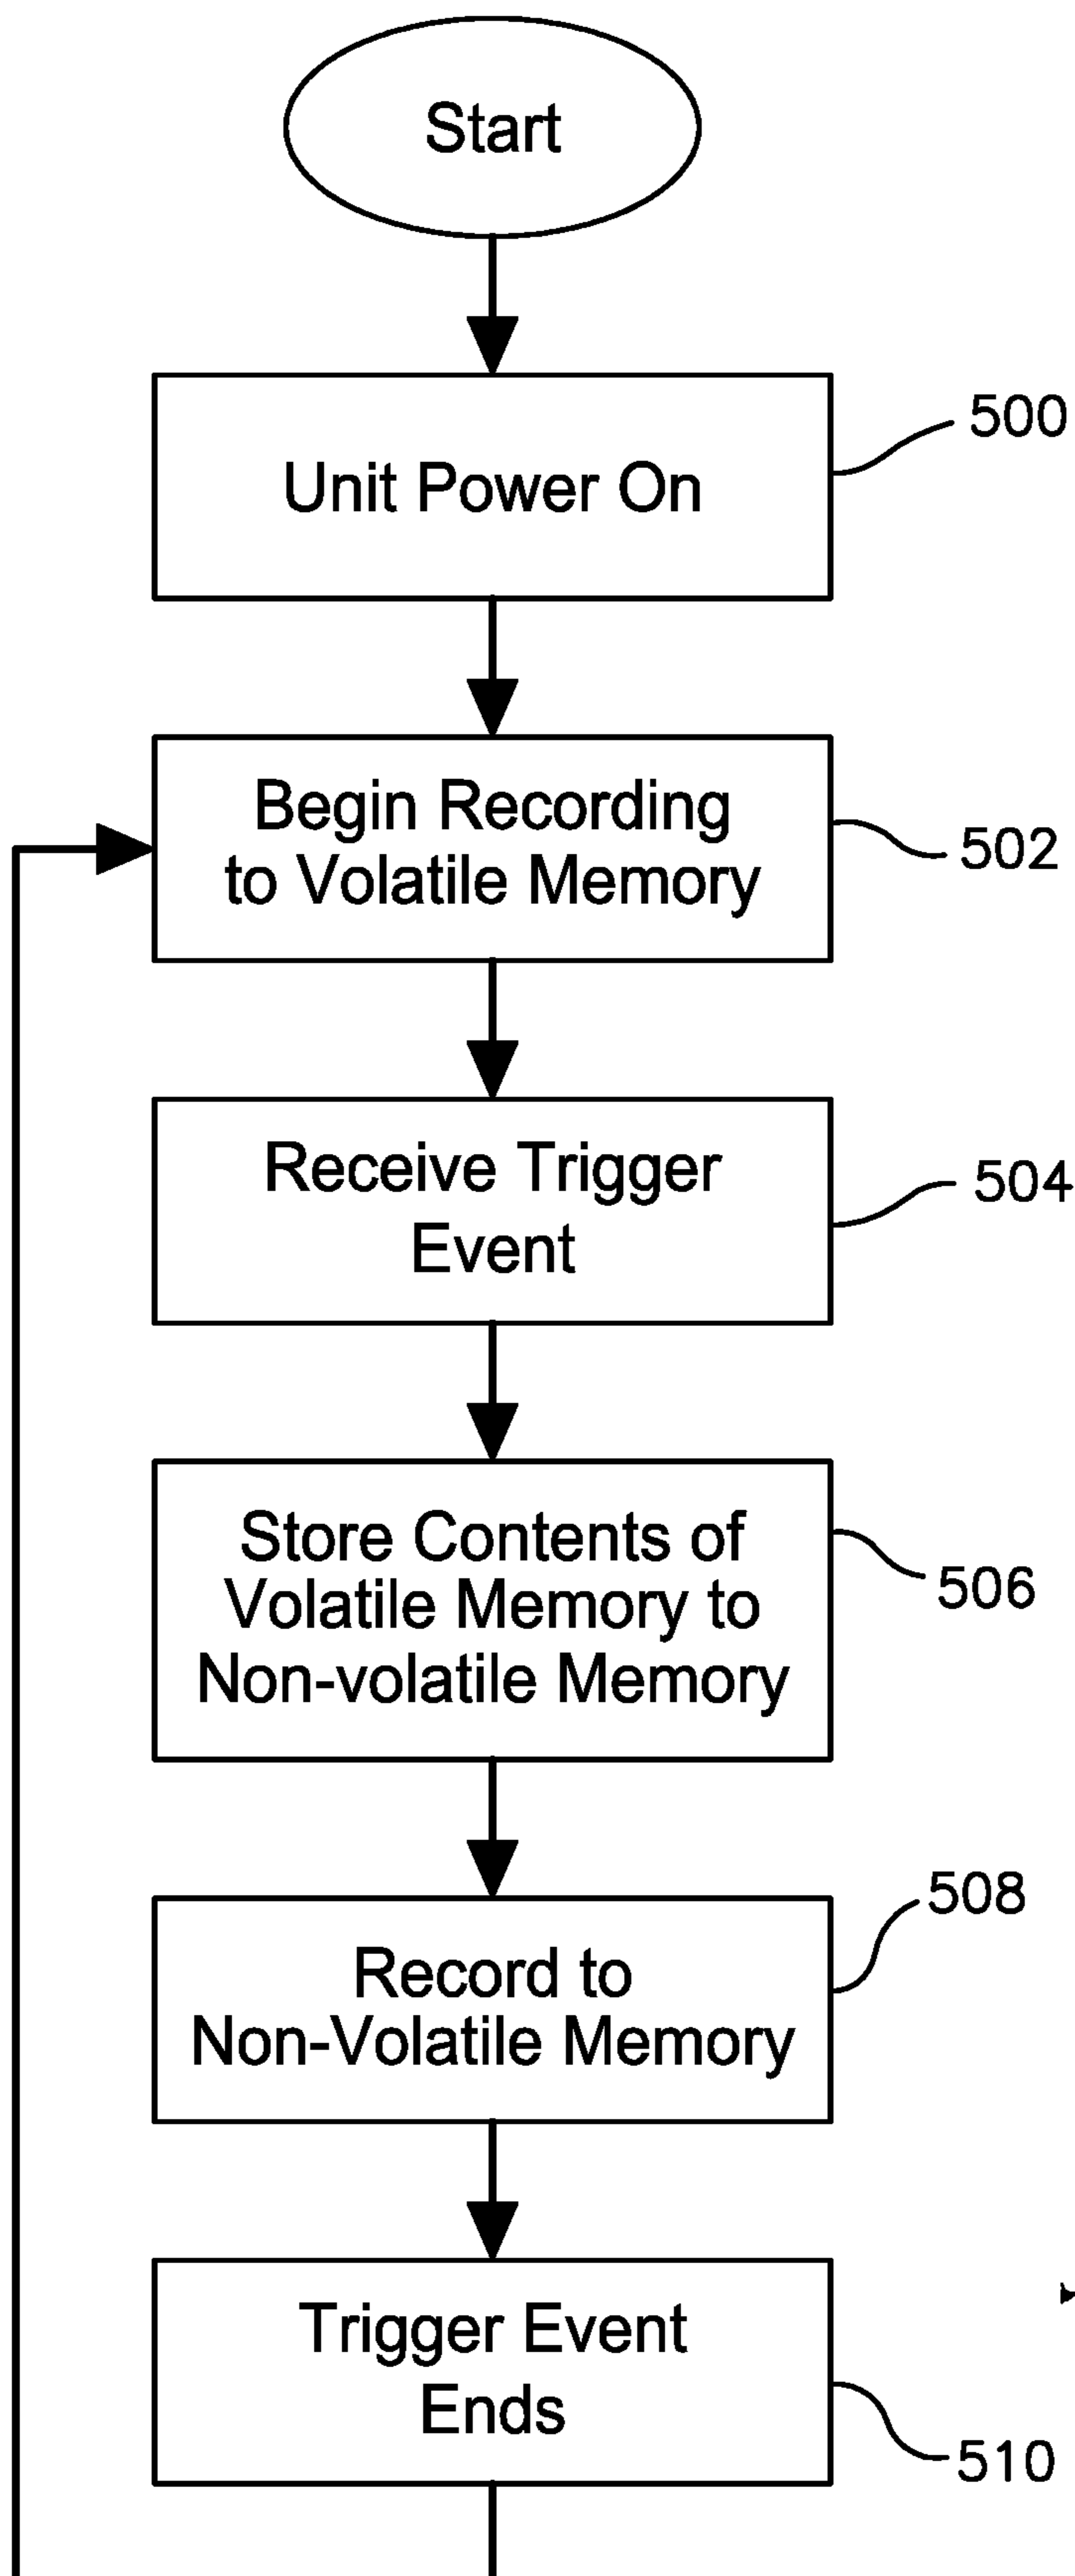 Start
Unit Power On
500
Begin Recording
to Volatile Memory
502
Receive Trigger
Event
504
Store Contents of
Volatile Memory to
Non-volatile Memory
506
Record to
Non-Volatile Memory
508
Trigger Event
Ends
510